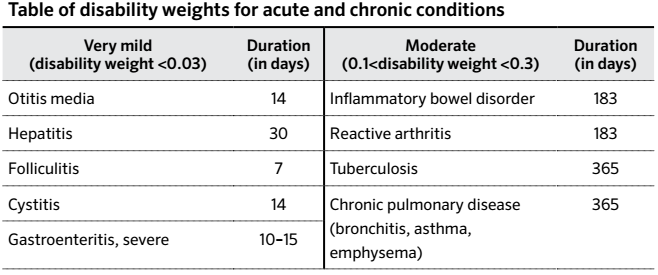 Table of disability weights for acute and chronic conditions
Very mild
(disability weight <0.03)
Duration
(in days)
Moderate
(0.1<disability weight <0.3)
Duration
(in days)
Otitis media 14 Inflammatory bowel disorder 183
Hepatitis 30 Reactive arthritis 183
Folliculitis 7 Tuberculosis 365
Cystitis 14 Chronic pulmonary disease 365
(bronchitis, asthma,
Gastroenteritis, severe 10–15
emphysema)